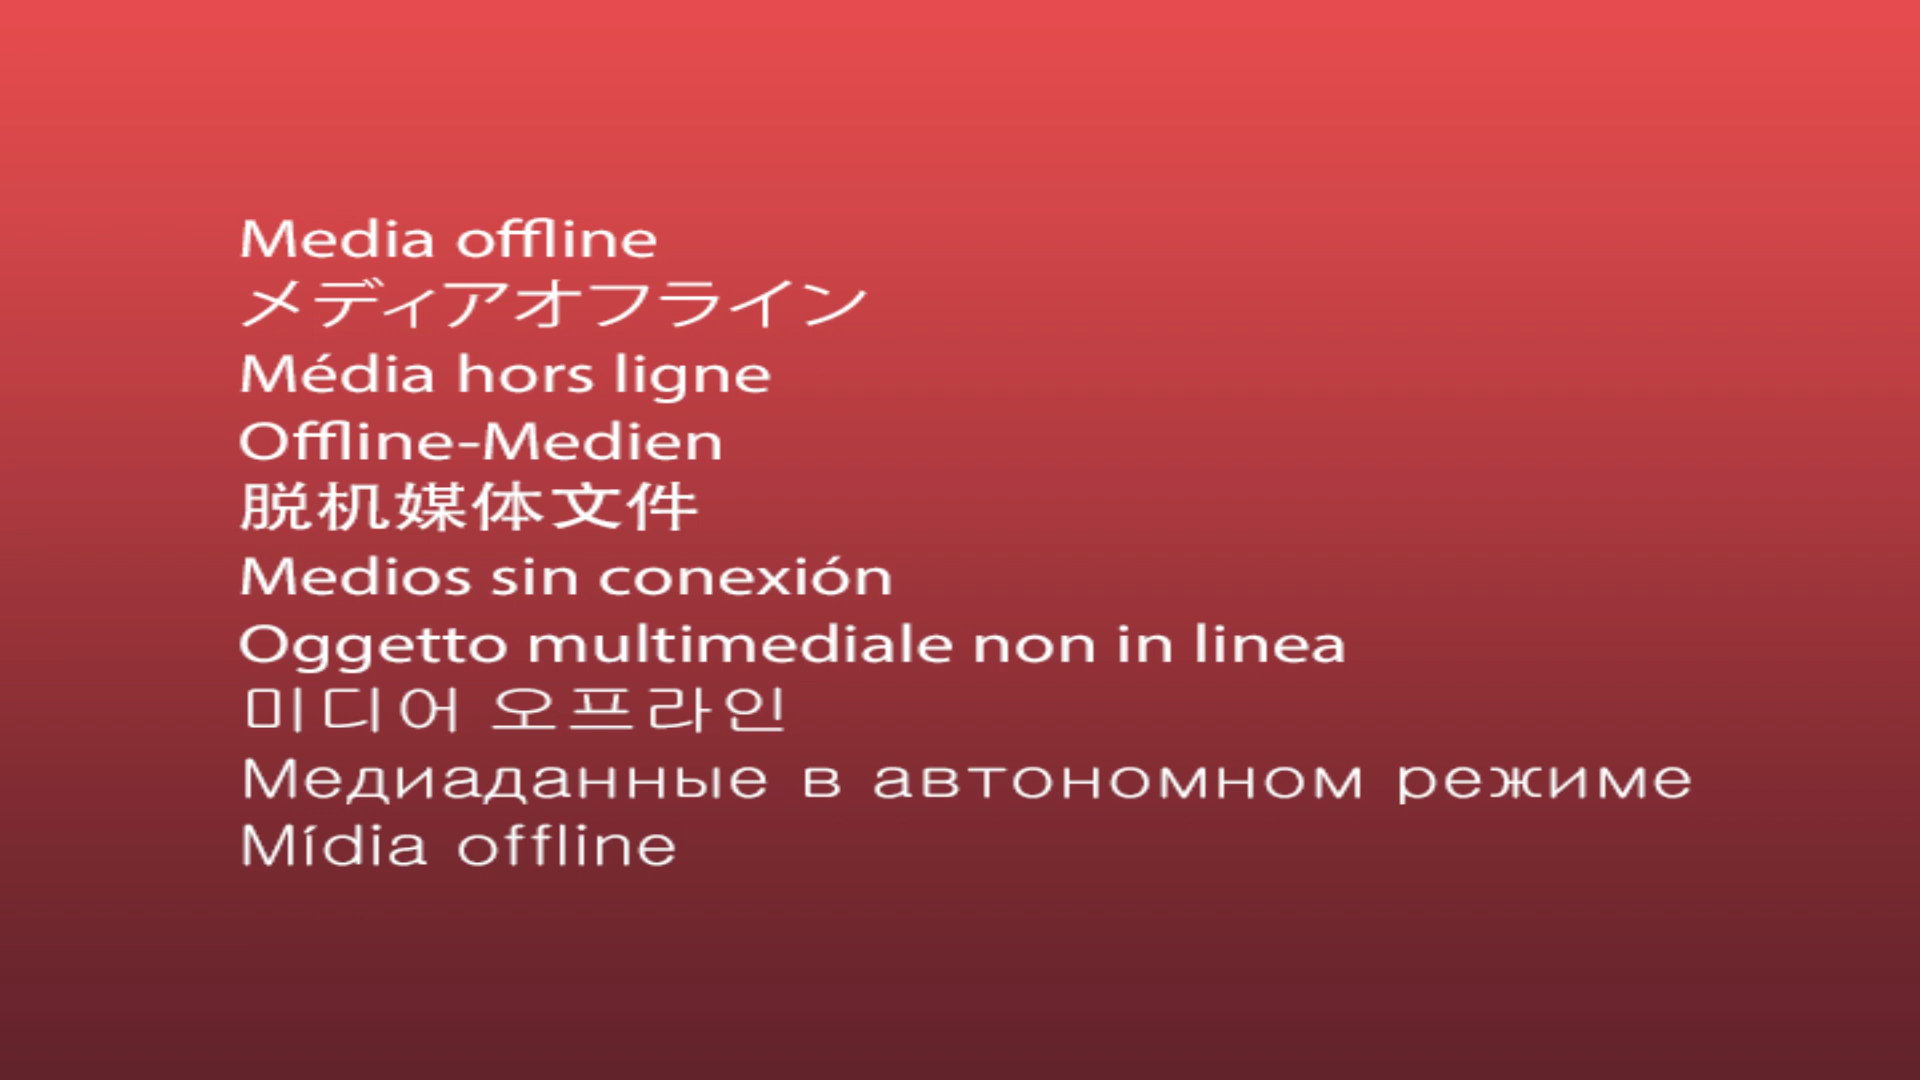 Media offline
メディアオフライン
Média hors ligne
Offline-Medien
脱机媒体文件
Medios sin conexión
Oggetto multimediale non in linea
미디어 오프라인
Медиаданные в автономном режиме
Mídia offline